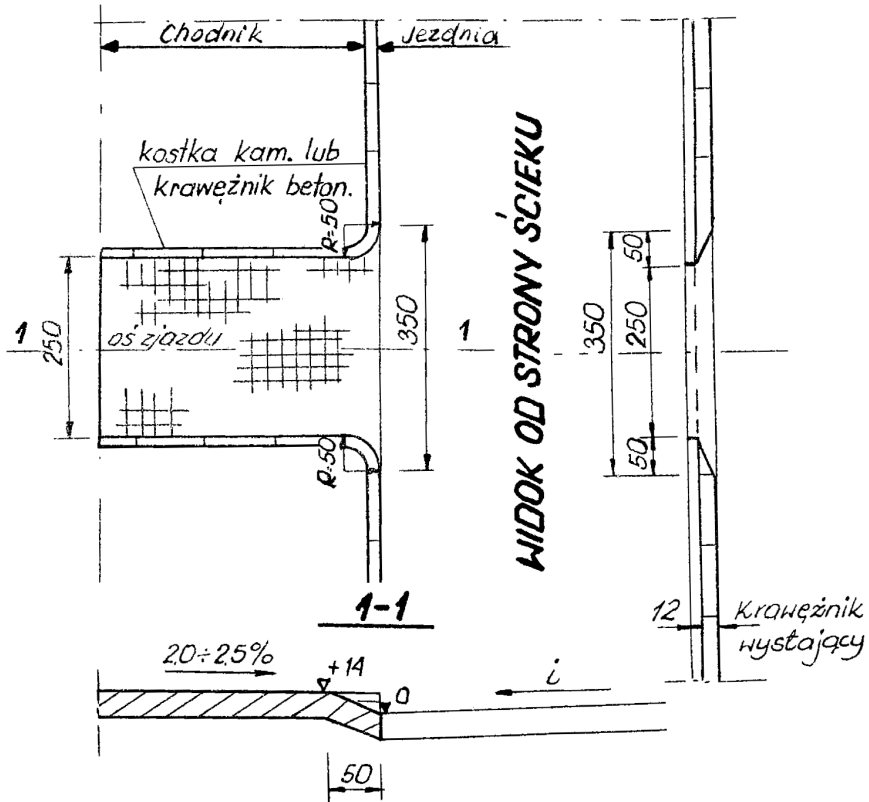 Chodnik
Jezdnia
kostka kam. lub
krawężnik beton.
R=50
50
1
250
oś zjazdu
350
1
WIDOK OD STRONY ŚCIEKU
350
250
R=50
50
1-1
12
Krawężnik
wystający
2.0÷2.5%
+14
0
i
50